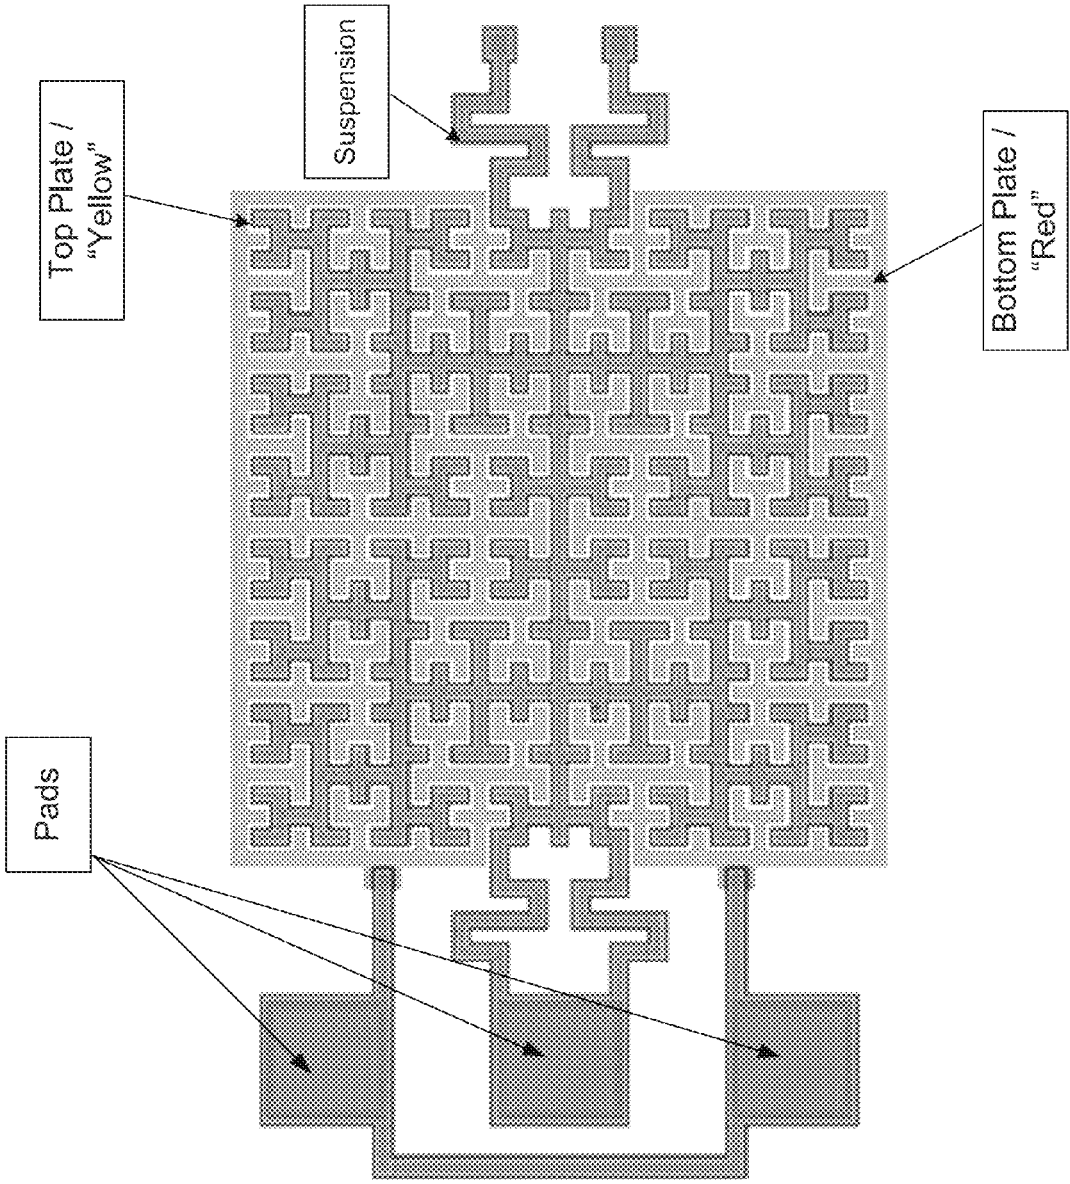 Suspension
Top Plate /
“Yellow”
Bottom Plate /
“Red”
Pads